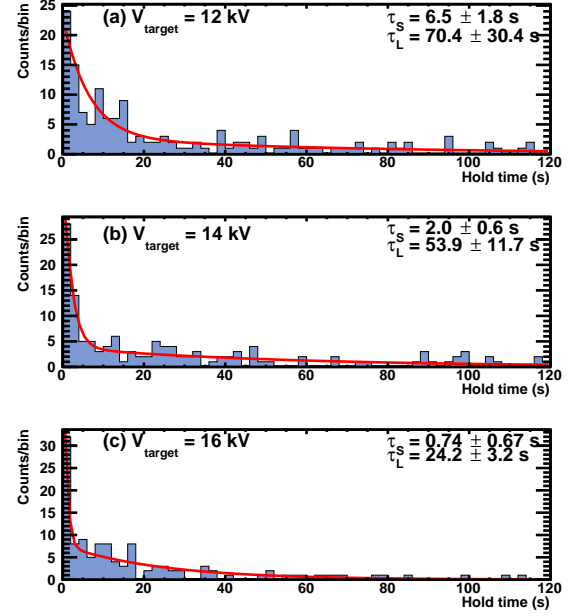 (a) V_target = 12 kV
τ_S = 6.5 ± 1.8 s
τ_L = 70.4 ± 30.4 s
Counts/bin
25
20
15
10
5
0
0 20 40 60 80 100 120
Hold time (s)
(b) V_target = 14 kV
τ_S = 2.0 ± 0.6 s
τ_L = 53.9 ± 11.7 s
Counts/bin
25
20
15
10
5
0
0 20 40 60 80 100 120
Hold time (s)
(c) V_target = 16 kV
τ_S = 0.74 ± 0.67 s
τ_L = 24.2 ± 3.2 s
Counts/bin
30
25
20
15
10
5
0
0 20 40 60 80 100 120
Hold time (s)